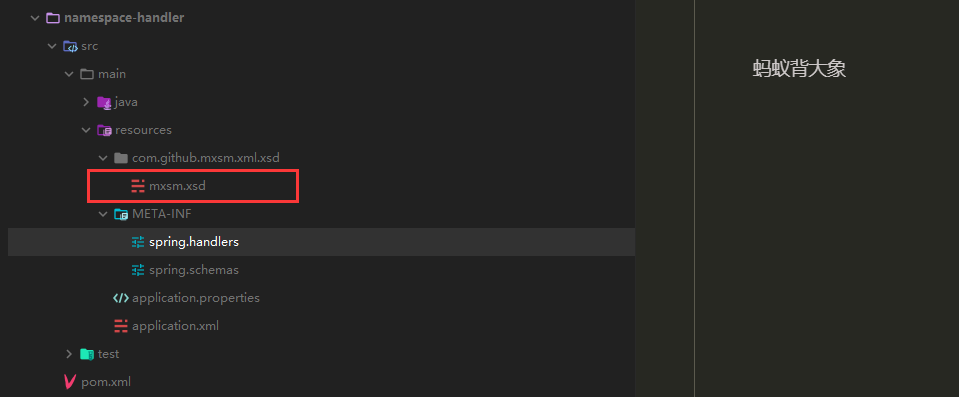 namespace-handler
src
main
java
resources
com.github.mxsm.xml.xsd
mxsm.xsd
META-INF
spring.handlers
spring.schemas
application.properties
application.xml
test
pom.xml
蚂蚁背大象